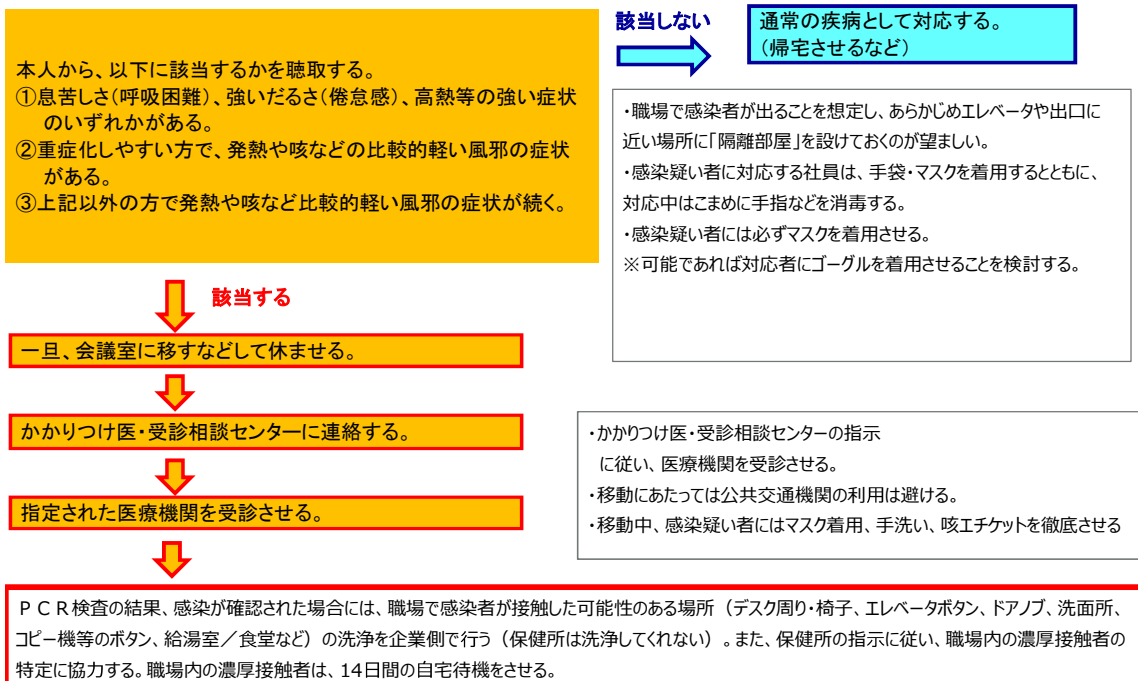 本人から、以下に該当するかを聴取する。
①息苦しさ(呼吸困難)、強いだるさ(倦怠感)、高熱等の強い症状
のいずれかがある。
②重症化しやすい方で、発熱や咳などの比較的軽い風邪の症状
がある。
③上記以外の方で発熱や咳など比較的軽い風邪の症状が続く。
該当しない
通常の疾病として対応する。
(帰宅させるなど)
・職場で感染者が出ることを想定し、あらかじめエレベータや出口に
近い場所に「隔離部屋」を設けておくのが望ましい。
・感染疑い者に対応する社員は、手袋・マスクを着用するとともに、
対応中はこまめに手指などを消毒する。
・感染疑い者には必ずマスクを着用させる。
※可能であれば対応者にゴーグルを着用させることを検討する。
該当する
一旦、会議室に移すなどして休ませる。
かかりつけ医・受診相談センターに連絡する。
指定された医療機関を受診させる。
・かかりつけ医・受診相談センターの指示
に従い、医療機関を受診させる。
・移動にあたっては公共交通機関の利用は避ける。
・移動中、感染疑い者にはマスク着用、手洗い、咳エチケットを徹底させる
ＰＣＲ検査の結果、感染が確認された場合には、職場で感染者が接触した可能性のある場所（デスク周り・椅子、エレベータボタン、ドアノブ、洗面所、
コピー機等のボタン、給湯室／食堂など）の洗浄を企業側で行う（保健所は洗浄してくれない）。また、保健所の指示に従い、職場内の濃厚接触者の
特定に協力する。職場内の濃厚接触者は、14日間の自宅待機をさせる。